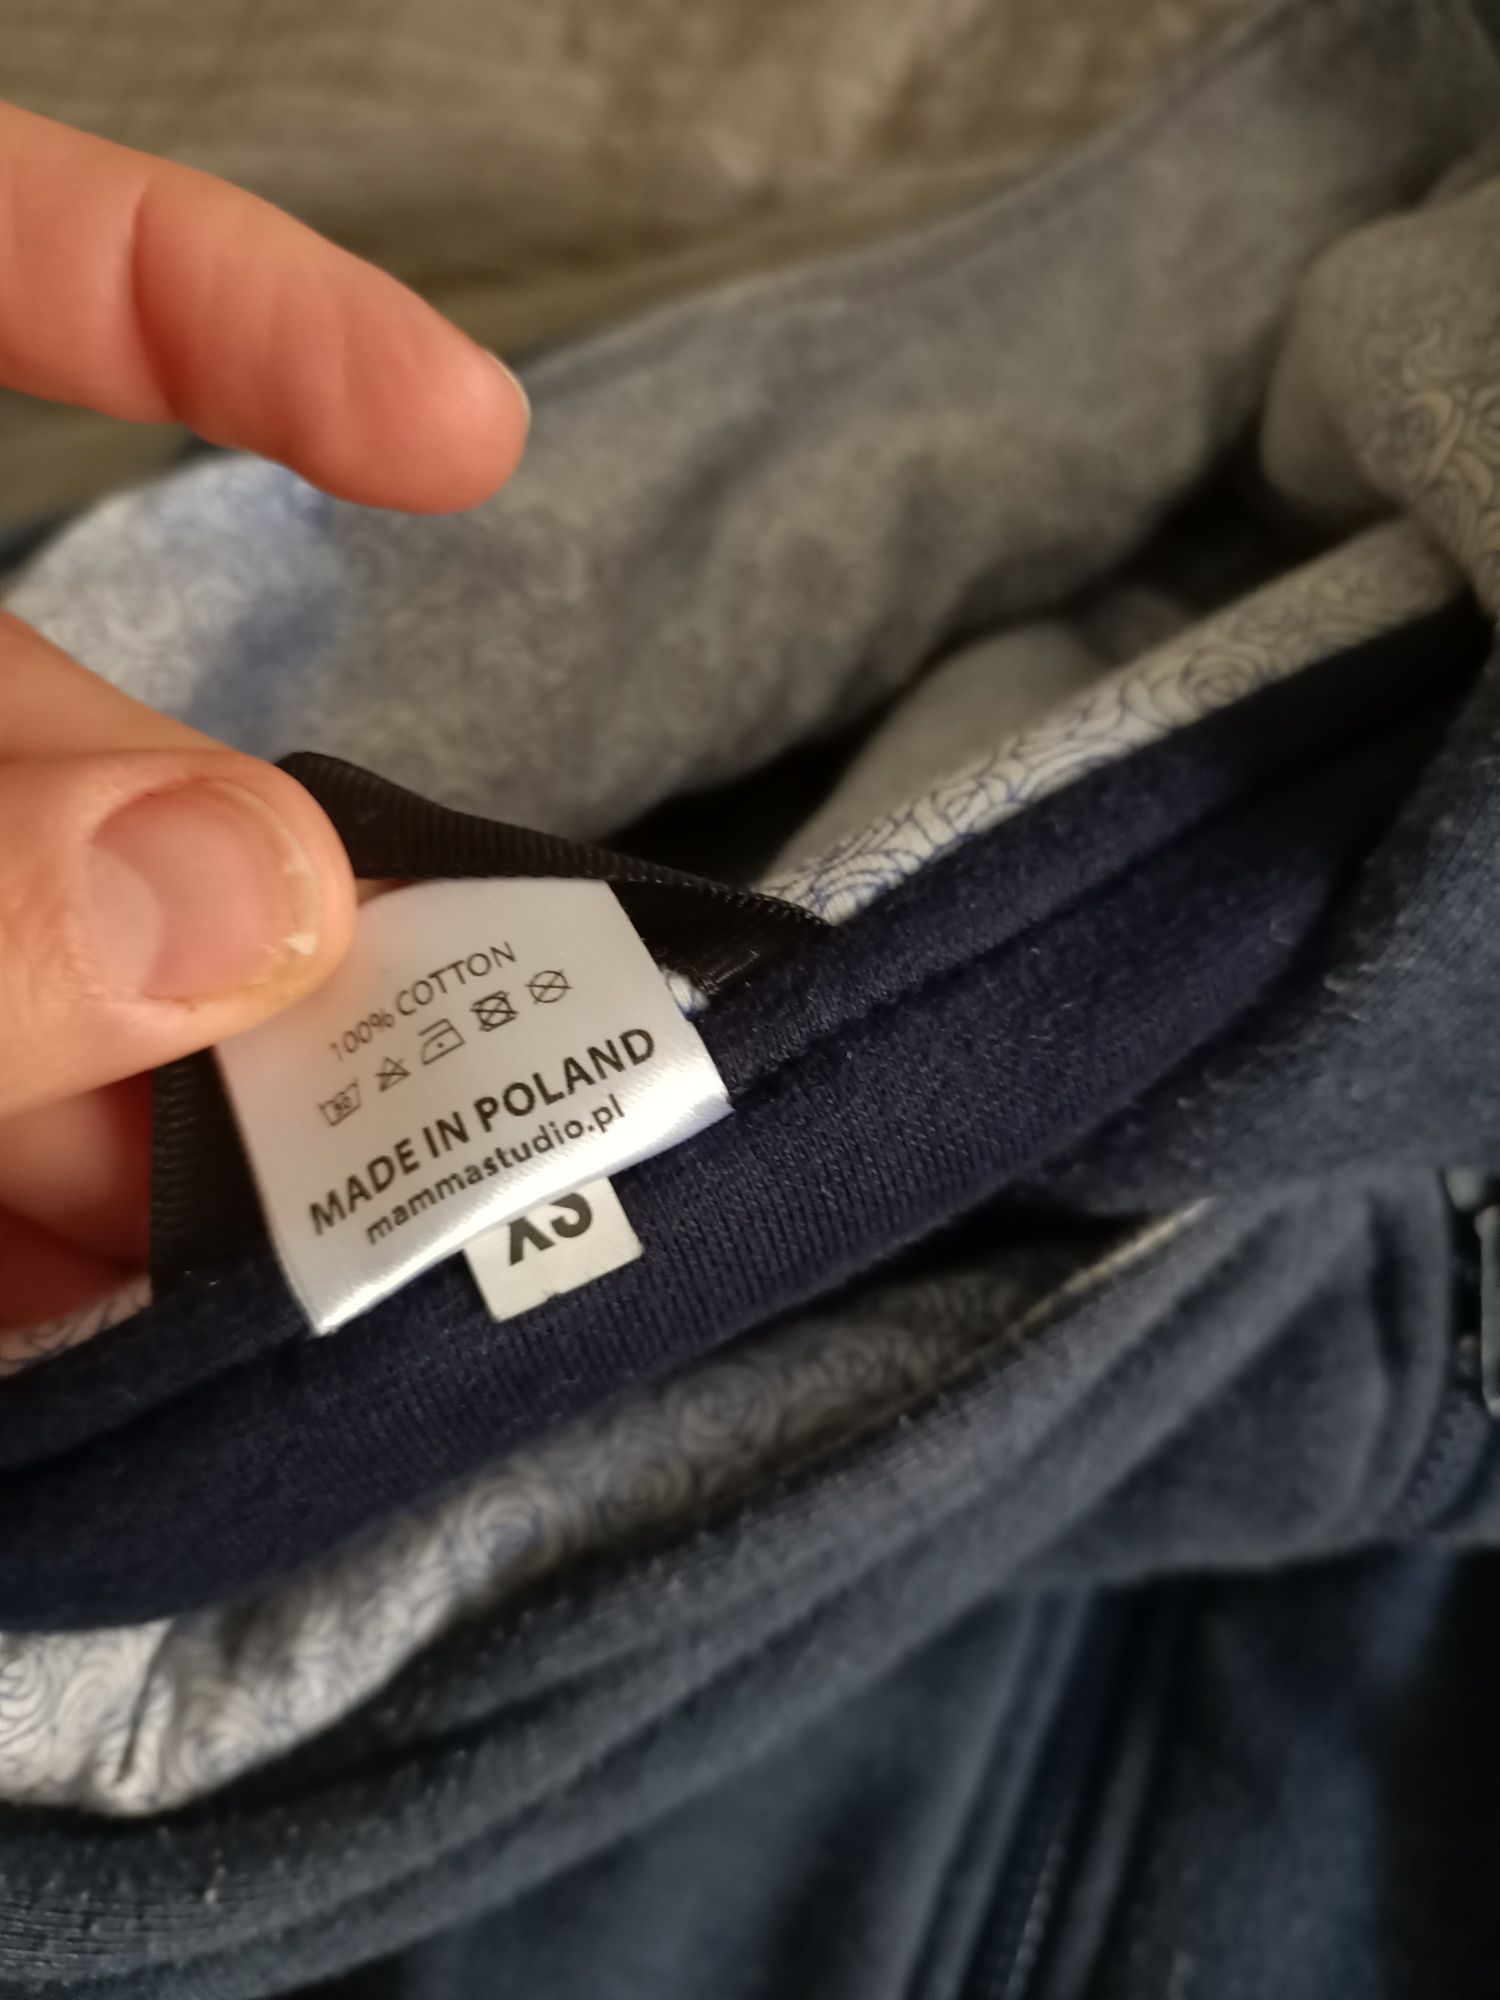 100% COTTON
MADE IN POLAND
mammastudio.pl
XS